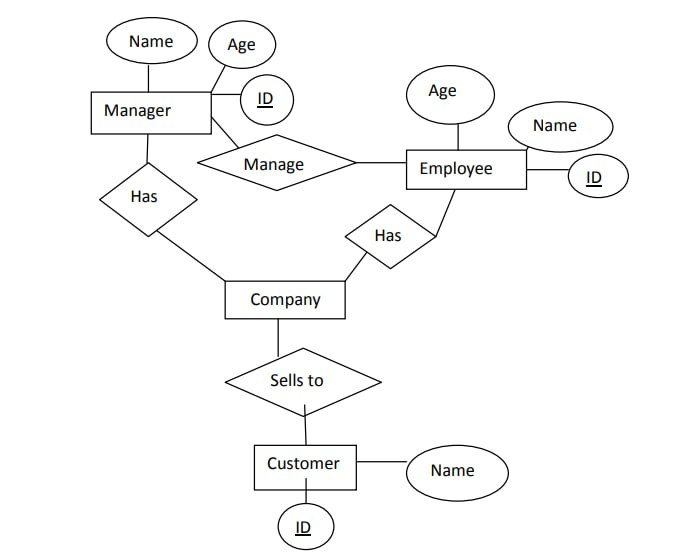 Name
Age
ID
Manager
Age
Name
Manage
Employee
ID
Has
Has
Company
Sells to
Customer
Name
ID